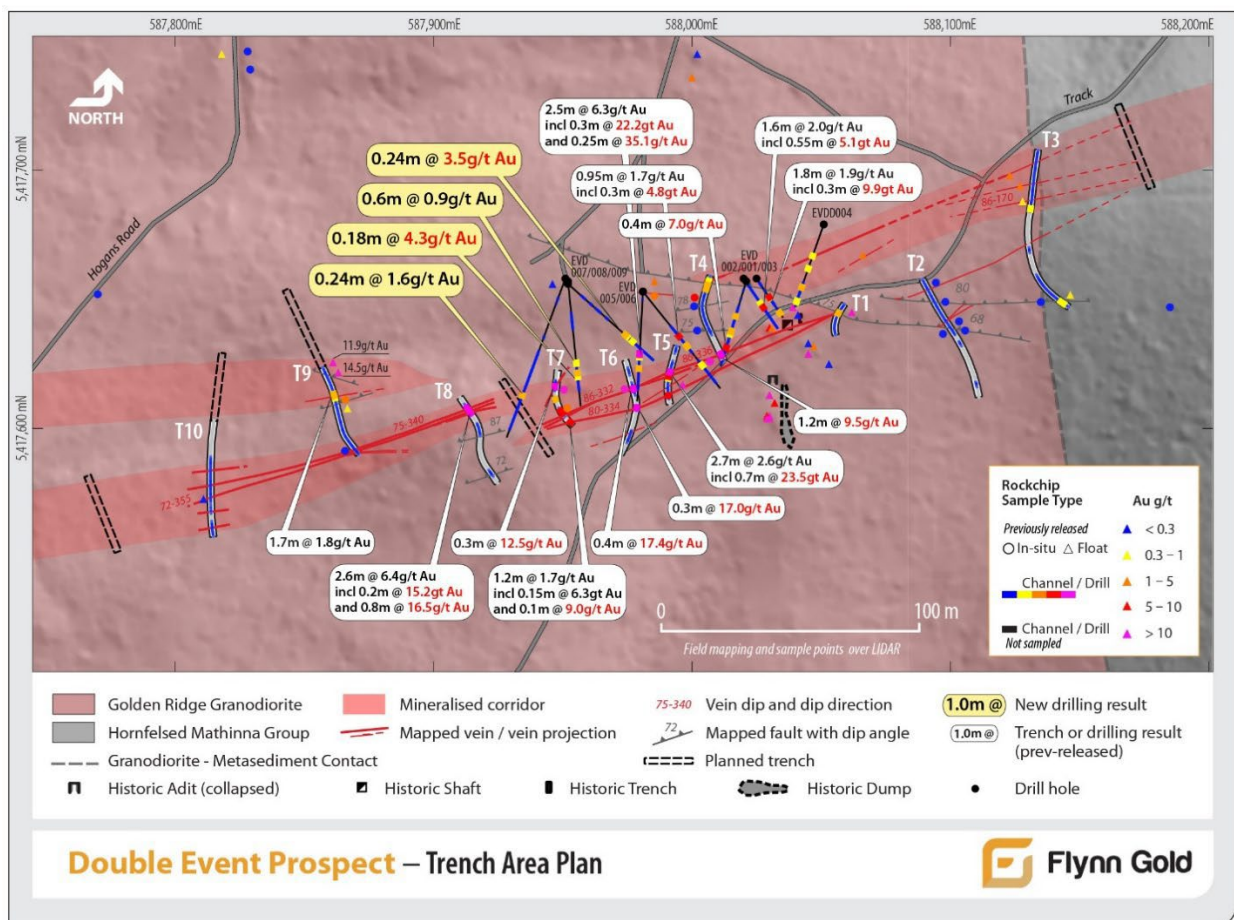 587,800mE
587,900mE
588,000mE
588,100mE
588,200mE
5,417,700 mN
5,417,600 mN
NORTH
Hogans Road
Track
2.5m @ 6.3g/t Au
incl 0.3m @ 22.2gt Au
and 0.25m @ 35.1g/t Au
1.6m @ 2.0g/t Au
incl 0.55m @ 5.1gt Au
0.24m @ 3.5g/t Au
0.95m @ 1.7g/t Au
incl 0.3m @ 4.8gt Au
1.8m @ 1.9g/t Au
incl 0.3m @ 9.9gt Au
0.6m @ 0.9g/t Au
0.4m @ 7.0g/t Au
EVDD004
0.18m @ 4.3g/t Au
0.24m @ 1.6g/t Au
EVD
007/008/009
EVD
005/006
EVD
002/001/003
T3
86-170
T4
T2
80
78
75
75
68
T1
T5
T6
T7
86-336
86-332
80-334
11.9g/t Au
14.5g/t Au
T9
T8
75-340
87
72
T10
72-355
75
1.2m @ 9.5g/t Au
2.7m @ 2.6g/t Au
incl 0.7m @ 23.5gt Au
0.3m @ 17.0g/t Au
1.7m @ 1.8g/t Au
0.3m @ 12.5g/t Au
0.4m @ 17.4g/t Au
2.6m @ 6.4g/t Au
incl 0.2m @ 15.2gt Au
and 0.8m @ 16.5g/t Au
1.2m @ 1.7g/t Au
incl 0.15m @ 6.3gt Au
and 0.1m @ 9.0g/t Au
0 100 m
Field mapping and sample points over LIDAR
Rockchip
Sample Type Au g/t
Previously released < 0.3
In-situ Float 0.3 – 1
Channel / Drill 1 – 5
5 – 10
Channel / Drill > 10
Not sampled
Golden Ridge Granodiorite Mineralised corridor 75-340 Vein dip and dip direction 1.0m @ New drilling result
Hornfelsed Mathinna Group Mapped vein / vein projection 72 Mapped fault with dip angle 1.0m @ Trench or drilling result
(prev-released)
Granodiorite - Metasediment Contact Planned trench
Historic Adit (collapsed) Historic Shaft Historic Trench Historic Dump Drill hole
Double Event Prospect – Trench Area Plan
Flynn Gold